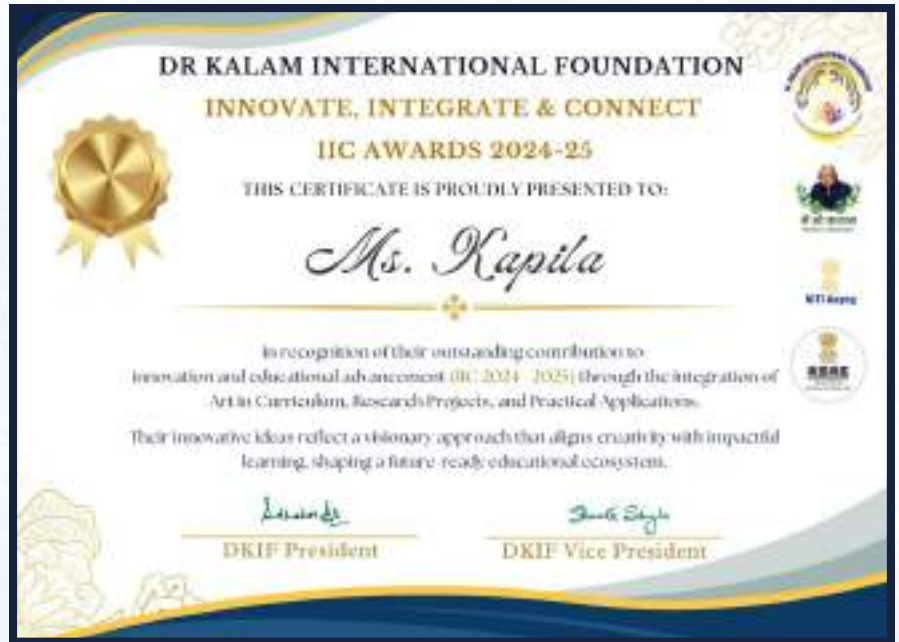 DR KALAM INTERNATIONAL FOUNDATION
INNOVATE, INTEGRATE & CONNECT
IIC AWARDS 2024-25
THIS CERTIFICATE IS PROUDLY PRESENTED TO:
Ms. Kapila
in recognition of their outstanding contribution to
innovation and educational advancement (IIC 2024 - 2025) through the integration of
Art in Curriculum, Research Projects, and Practical Applications.
Their innovative ideas reflect a visionary approach that aligns creativity with impactful
learning, shaping a future-ready educational ecosystem.
DKIF President
DKIF Vice President
NITI Aayog